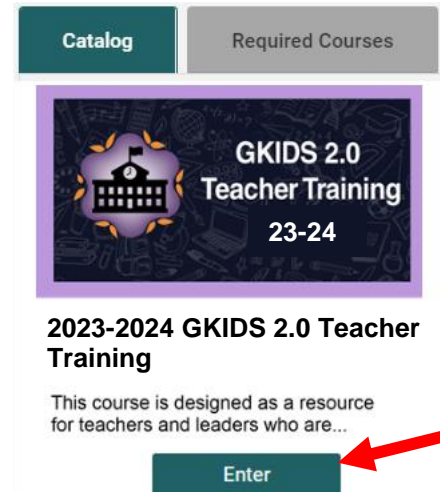 Catalog
Required Courses
GKIDS 2.0
Teacher Training
23-24
2023-2024 GKIDS 2.0 Teacher
Training
This course is designed as a resource
for teachers and leaders who are...
Enter